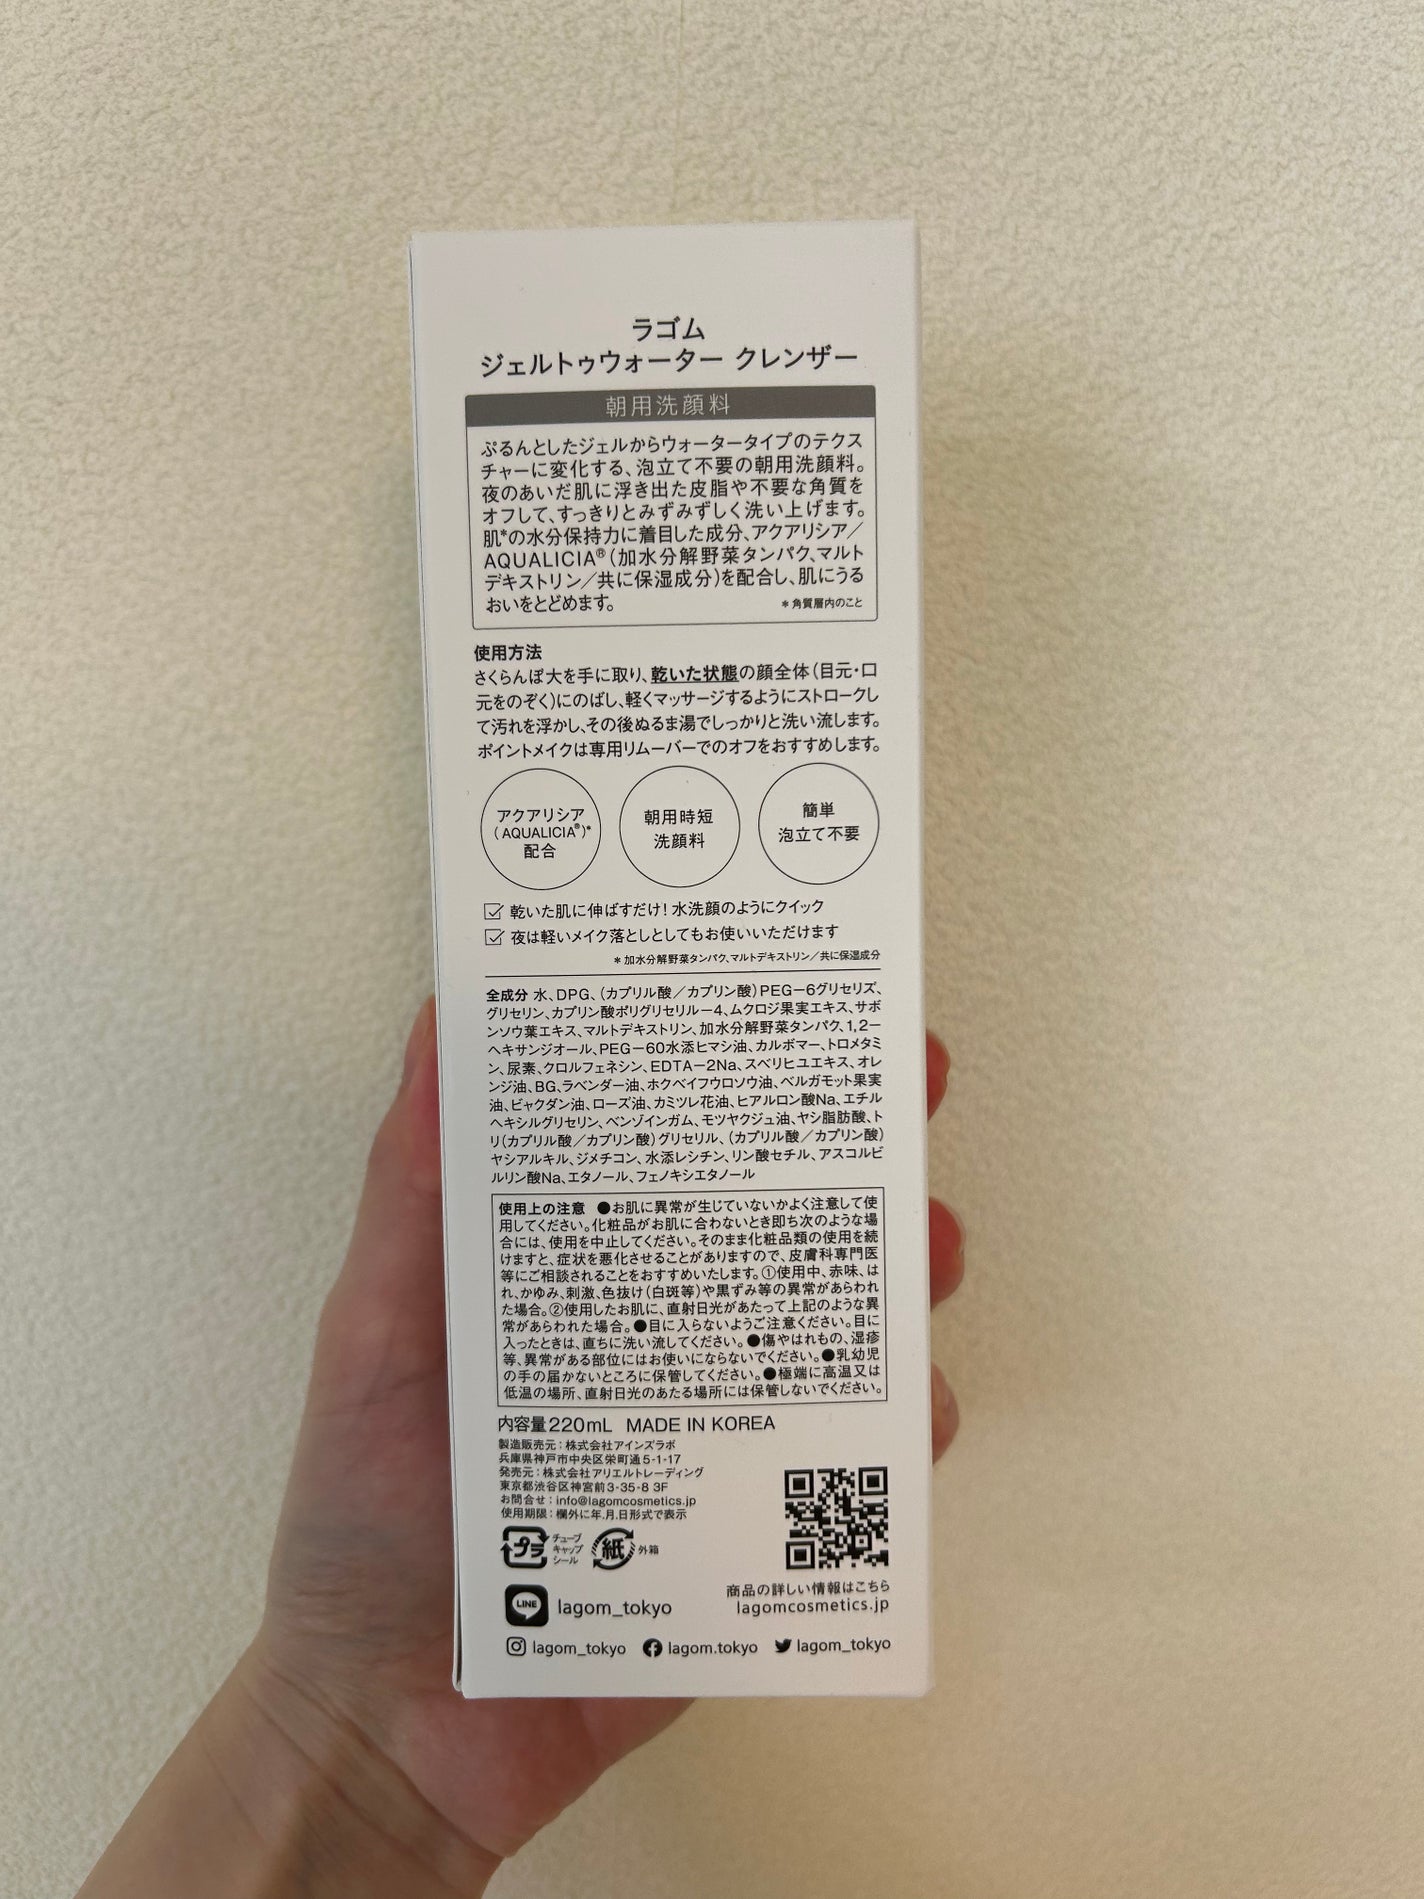 ラゴム
ジェルトゥウォーター クレンザー
朝用洗顔料
ぷるんとしたジェルからウォータータイプのテクス
チャーに変化する、泡立て不要の朝用洗顔料。
夜のあいだ肌に浮き出た皮脂や不要な角質を
オフして、すっきりとみずみずしく洗い上げます。
肌*の水分保持力に着目した成分、アクアリシア／
AQUALICIA®（加水分解野菜タンパク、マルト
デキストリン／共に保湿成分）を配合し、肌にうる
おいをとどめます。
＊角質層内のこと
使用方法
さくらんぼ大を手に取り、乾いた状態の顔全体（目元・口
元をのぞく）にのばし、軽くマッサージするようにストロークし
て汚れを浮かし、その後ぬるま湯でしっかりと洗い流します。
ポイントメイクは専用リムーバーでのオフをおすすめします。
アクアリシア
（AQUALICIA®）*
配合
朝用時短
洗顔料
簡単
泡立て不要
☑ 乾いた肌に伸ばすだけ！水洗顔のようにクイック
☑ 夜は軽いメイク落としとしてもお使いいただけます
＊加水分解野菜タンパク、マルトデキストリン／共に保湿成分
全成分 水、DPG、（カプリル酸／カプリン酸）PEG－6グリセリズ、
グリセリン、カプリン酸ポリグリセリル－4、ムクロジ果実エキス、サボ
ンソウ葉エキス、マルトデキストリン、加水分解野菜タンパク、1,2－
ヘキサンジオール、PEG－60水添ヒマシ油、カルボマー、トロメタミ
ン、尿素、クロルフェネシン、EDTA－2Na、スベリヒユエキス、オレ
ンジ油、BG、ラベンダー油、ホクベイフウロソウ油、ベルガモット果実
油、ビャクダン油、ローズ油、カミツレ花油、ヒアルロン酸Na、エチル
ヘキシルグリセリン、ベンゾインガム、モツヤクジュ油、ヤシ脂肪酸、ト
リ（カプリル酸／カプリン酸）グリセリル、（カプリル酸／カプリン酸）
ヤシアルキル、ジメチコン、水添レシチン、リン酸セチル、アスコルビ
ルリン酸Na、エタノール、フェノキシエタノール
使用上の注意 ●お肌に異常が生じていないかよく注意して使
用してください。化粧品がお肌に合わないとき即ち次のような場
合には、使用を中止してください。そのまま化粧品類の使用を続
けますと、症状を悪化させることがありますので、皮膚科専門医
等にご相談されることをおすすめいたします。①使用中、赤味、は
れ、かゆみ、刺激、色抜け（白斑等）や黒ずみ等の異常があらわれ
た場合。②使用したお肌に、直射日光があたって上記のような異
常があらわれた場合。●目に入らないようご注意ください。目に
入ったときは、直ちに洗い流してください。●傷やはれもの、湿疹
等、異常がある部位にはお使いにならないでください。●乳幼児
の手の届かないところに保管してください。●極端に高温又は
低温の場所、直射日光のあたる場所には保管しないでください。
内容量220mL MADE IN KOREA
製造販売元：株式会社アインズラボ
兵庫県神戸市中央区栄町通5-1-17
発売元：株式会社アリエルトレーディング
東京都渋谷区神宮前3-35-8 3F
お問合せ：info@lagomcosmetics.jp
使用期限：欄外に年.月.日形式で表示
プラ
チューブ
キャップ
シール
紙
外箱
商品の詳しい情報はこちら
lagomcosmetics.jp
LINE lagom_tokyo
lagom_tokyo lagom.tokyo lagom_tokyo